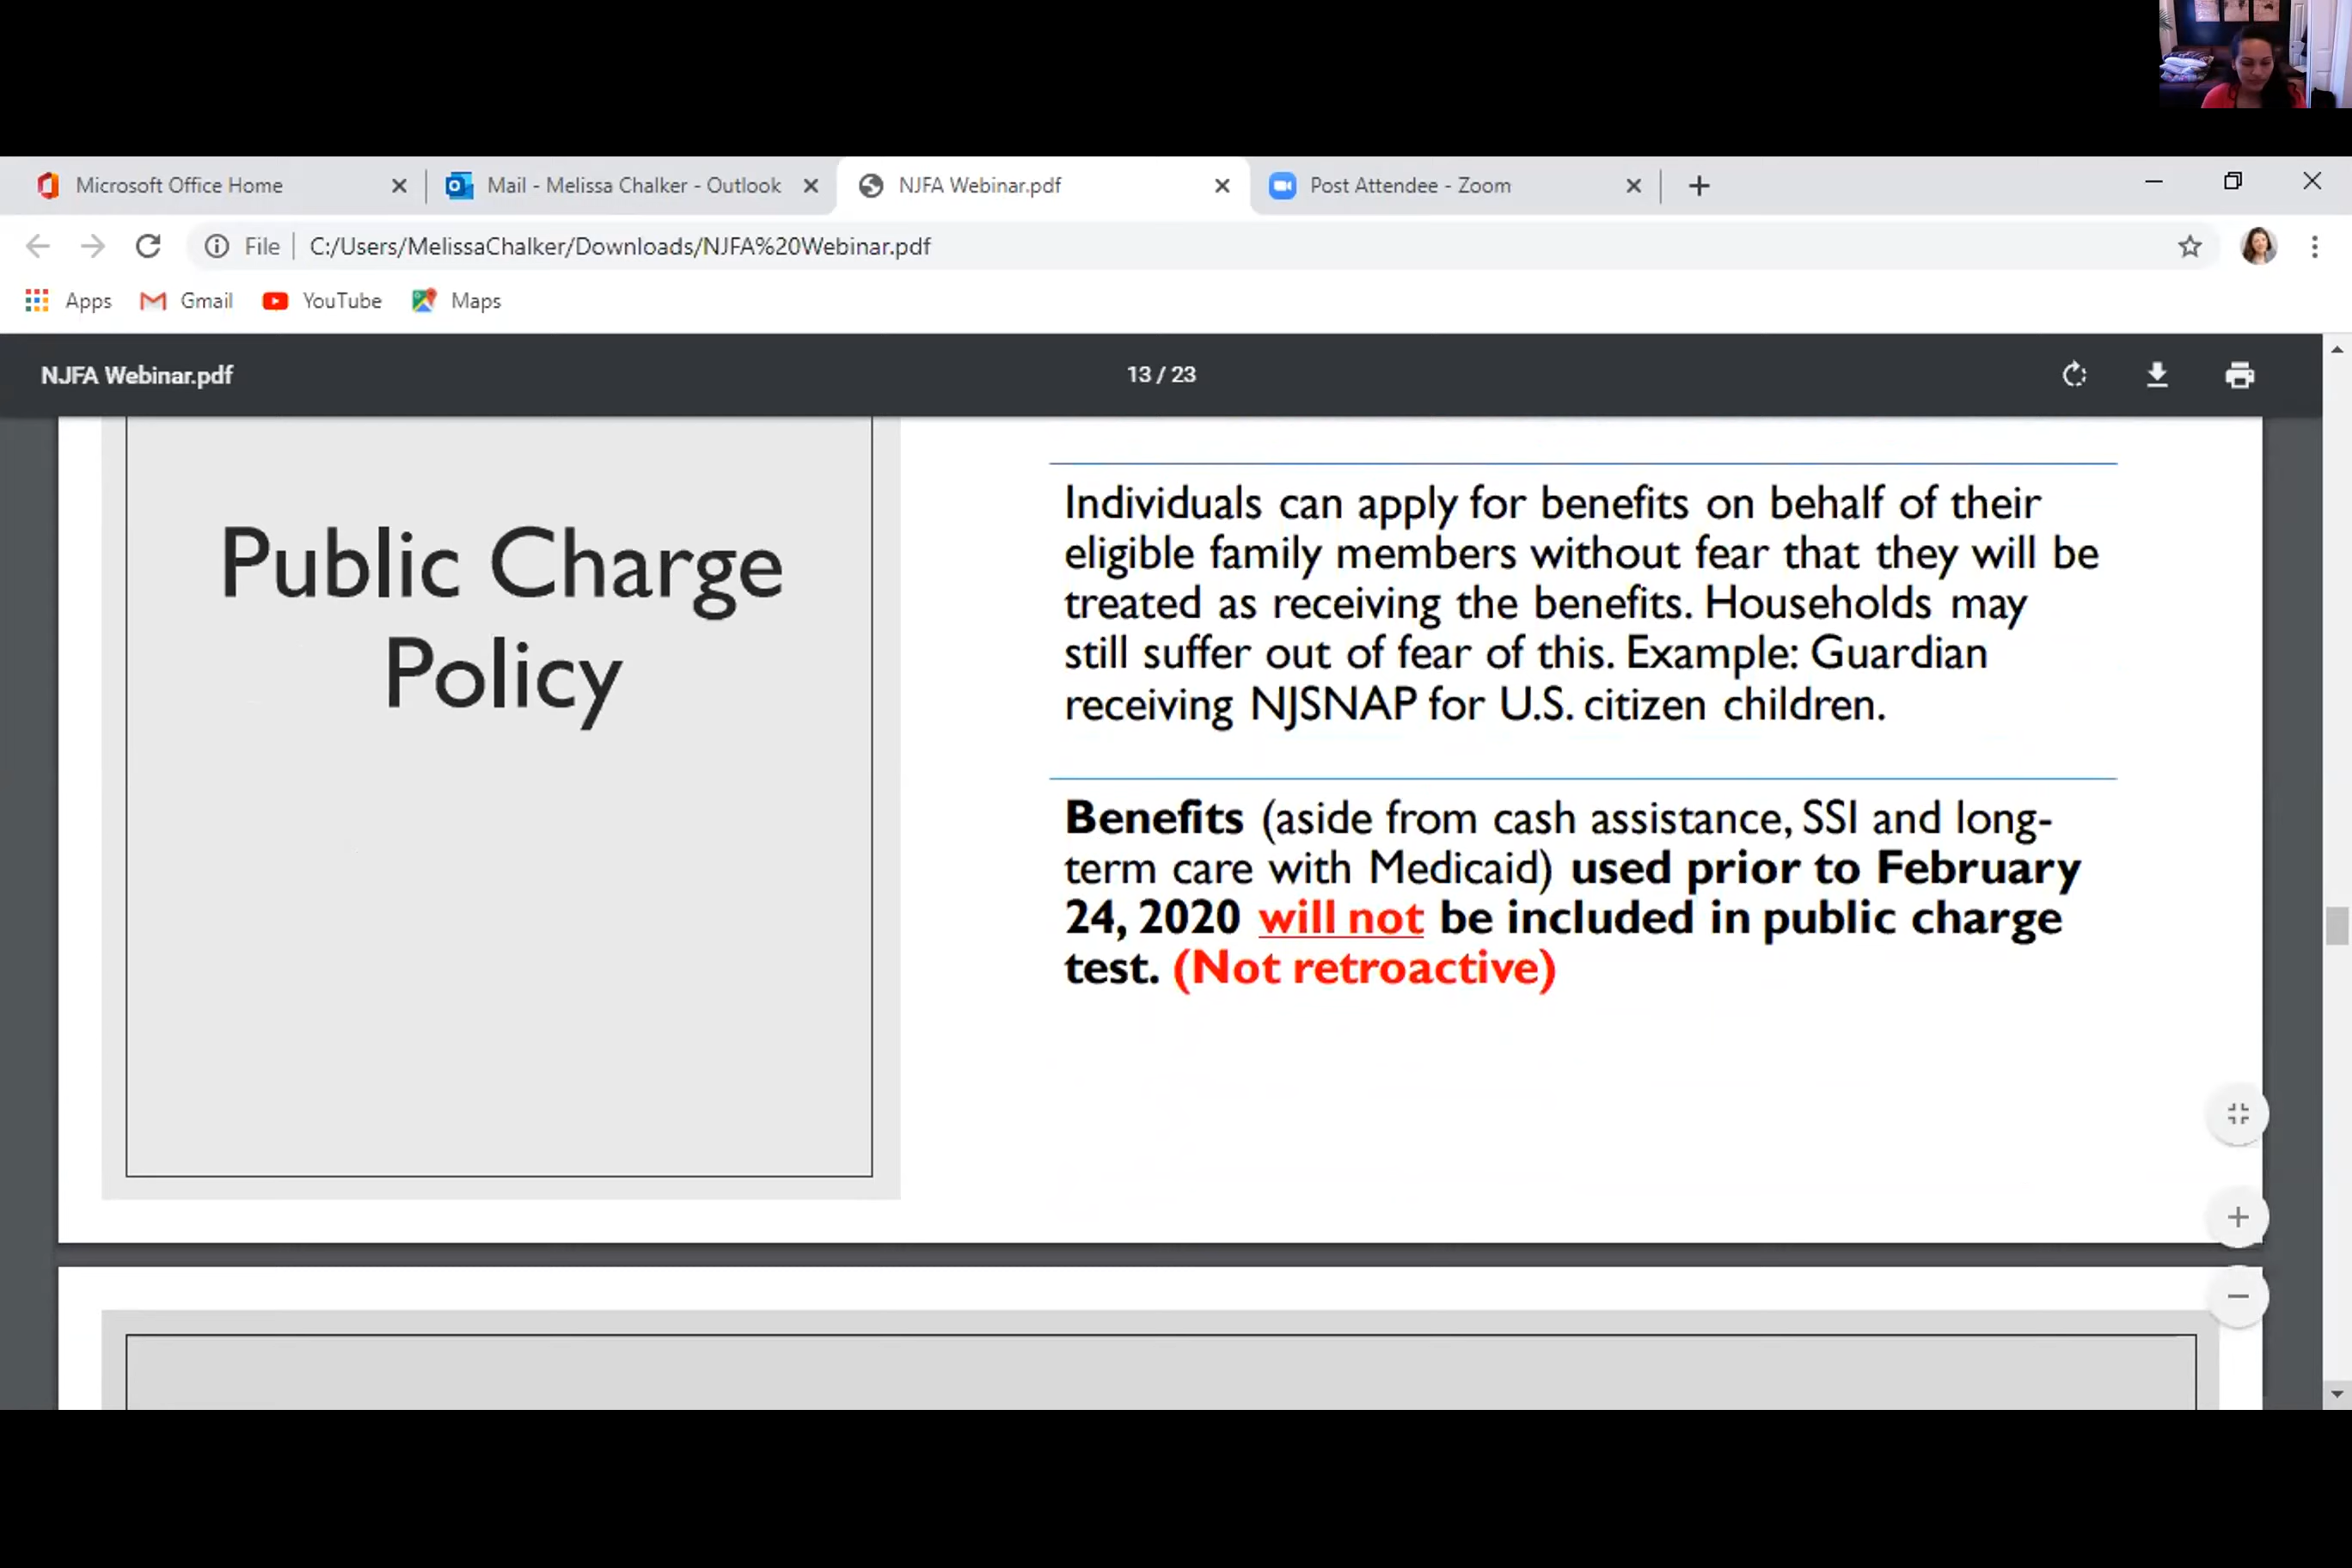 Microsoft Office Home
Mail - Melissa Chalker - Outlook
NJFA Webinar.pdf
Post Attendee - Zoom
File
C:/Users/MelissaChalker/Downloads/NJFA%20Webinar.pdf
Apps
Gmail
YouTube
Maps
NJFA Webinar.pdf
13 / 23
Public Charge
Policy
Individuals can apply for benefits on behalf of their
eligible family members without fear that they will be
treated as receiving the benefits. Households may
still suffer out of fear of this. Example: Guardian
receiving NJSNAP for U.S. citizen children.
Benefits (aside from cash assistance, SSI and long-
term care with Medicaid) used prior to February
24, 2020 will not be included in public charge
test. (Not retroactive)